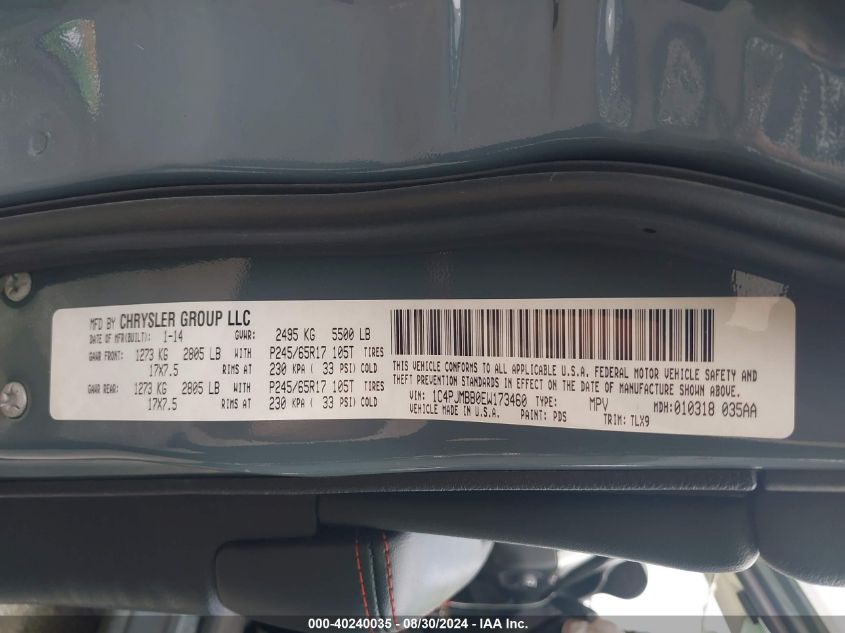 MFD BY CHRYSLER GROUP LLC
DATE OF MFR(BUILT): 1-14 GVWR: 2495 KG 5500 LB
GAWR FRONT: 1273 KG 2805 LB WITH P245/65R17 105T TIRES
17X7.5 RIMS AT 230 KPA ( 33 PSI) COLD
GAWR REAR: 1273 KG 2805 LB WITH P245/65R17 105T TIRES
17X7.5 RIMS AT 230 KPA ( 33 PSI) COLD
THIS VEHICLE CONFORMS TO ALL APPLICABLE U.S.A. FEDERAL MOTOR VEHICLE SAFETY AND
THEFT PREVENTION STANDARDS IN EFFECT ON THE DATE OF MANUFACTURE SHOWN ABOVE.
VIN: 1C4PJMBB0EW173460 TYPE: MPV MDH:010318 035AA
VEHICLE MADE IN U.S.A. PAINT: PDS TRIM: TLX9
000-40240035 - 08/30/2024 - IAA Inc.